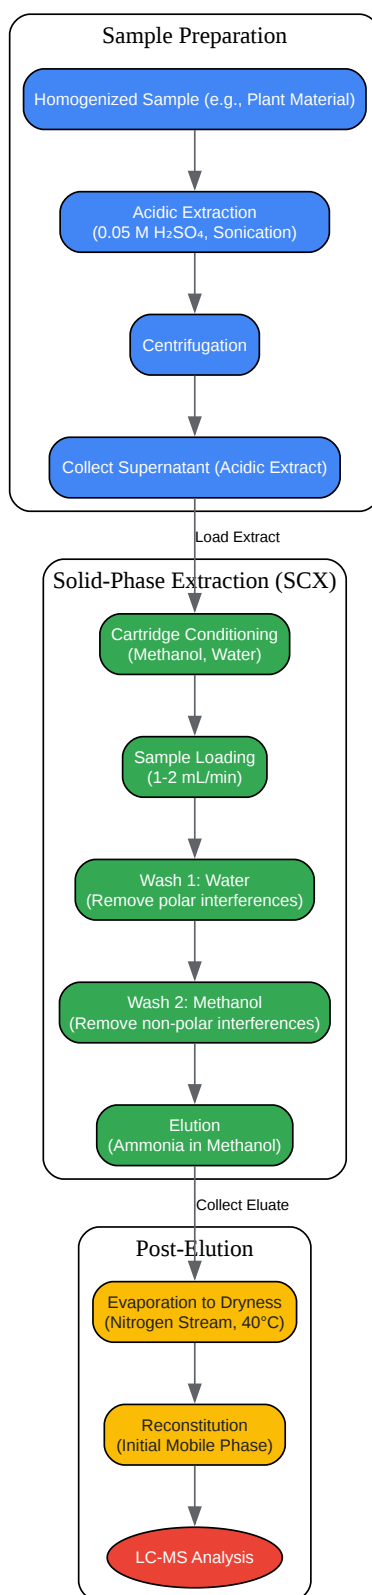 Sample Preparation
Homogenized Sample (e.g., Plant Material)
Acidic Extraction
(0.05 M H₂SO₄, Sonication)
Centrifugation
Collect Supernatant (Acidic Extract)
Load Extract
Solid-Phase Extraction (SCX)
Cartridge Conditioning
(Methanol, Water)
Sample Loading
(1-2 mL/min)
Wash 1: Water
(Remove polar interferences)
Wash 2: Methanol
(Remove non-polar interferences)
Elution
(Ammonia in Methanol)
Collect Eluate
Post-Elution
Evaporation to Dryness
(Nitrogen Stream, 40°C)
Reconstitution
(Initial Mobile Phase)
LC-MS Analysis